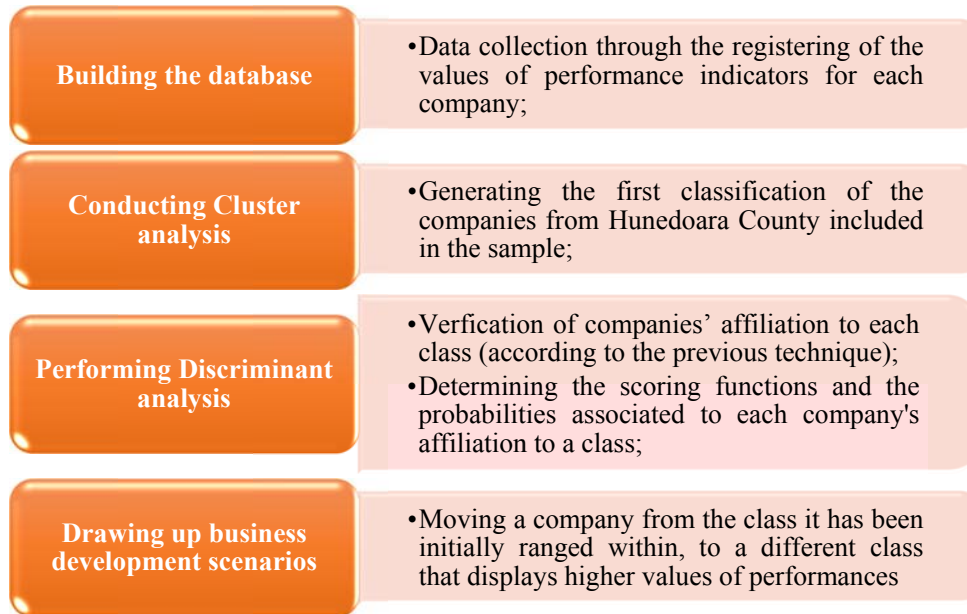 Building the database
•Data collection through the registering of the
values of performance indicators for each
company;
Conducting Cluster
analysis
•Generating the first classification of the
companies from Hunedoara County included
in the sample;
Performing Discriminant
analysis
•Verfication of companies’ affiliation to each
class (according to the previous technique);
•Determining the scoring functions and the
probabilities associated to each company's
affiliation to a class;
Drawing up business
development scenarios
•Moving a company from the class it has been
initially ranged within, to a different class
that displays higher values of performances